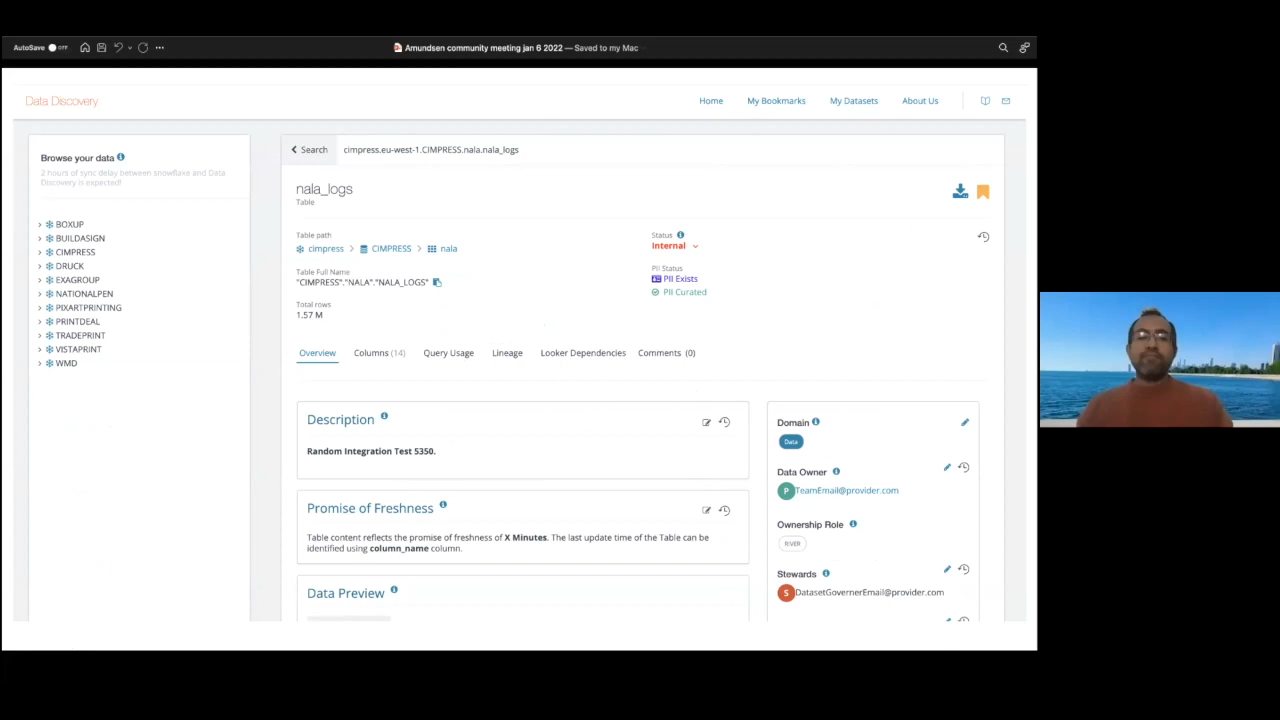 AutoSave OFF
Amundsen community meeting jan 6 2022 — Saved to my Mac
Data Discovery
Home My Bookmarks My Datasets About Us
Browse your data
2 hours of sync delay between snowflake and Data
Discovery is expected!
BOXUP
BUILDASIGN
CIMPRESS
DRUCK
EXAGROUP
NATIONALPEN
PIXARTPRINTING
PRINTDEAL
TRADEPRINT
VISTAPRINT
WMD
Search cimpress.eu-west-1.CIMPRESS.nala.nala_logs
nala_logs
Table
Table path
cimpress > CIMPRESS > nala
Table Full Name
"CIMPRESS"."NALA"."NALA_LOGS"
Total rows
1.57 M
Status
Internal
PII Status
PII Exists
PII Curated
Overview Columns (14) Query Usage Lineage Looker Dependencies Comments (0)
Description
Random Integration Test 5350.
Promise of Freshness
Table content reflects the promise of freshness of X Minutes. The last update time of the Table can be
identified using column_name column.
Data Preview
Domain
Data
Data Owner
P TeamEmail@provider.com
Ownership Role
RIVER
Stewards
S DatasetGovernerEmail@provider.com